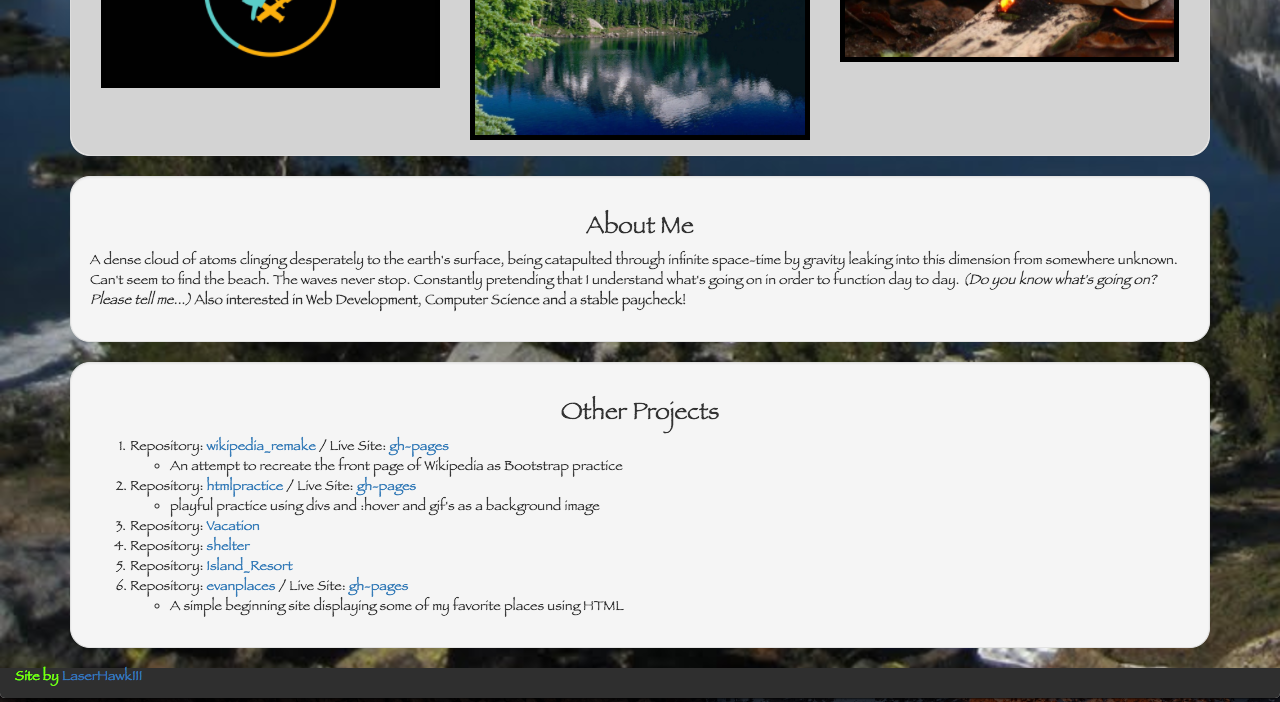 About Me
A dense cloud of atoms clinging desperately to the earth's surface, being catapulted through infinite space-time by gravity leaking into this dimension from somewhere unknown.
Can't seem to find the beach. The waves never stop. Constantly pretending that I understand what's going on in order to function day to day. (Do you know what's going on?
Please tell me...) Also interested in Web Development, Computer Science and a stable paycheck!
Other Projects
1. Repository: wikipedia_remake / Live Site: gh-pages
◦ An attempt to recreate the front page of Wikipedia as Bootstrap practice
2. Repository: htmlpractice / Live Site: gh-pages
◦ playful practice using divs and :hover and gif's as a background image
3. Repository: Vacation
4. Repository: shelter
5. Repository: Island_Resort
6. Repository: evanplaces / Live Site: gh-pages
◦ A simple beginning site displaying some of my favorite places using HTML
Site by LaserHawkIII